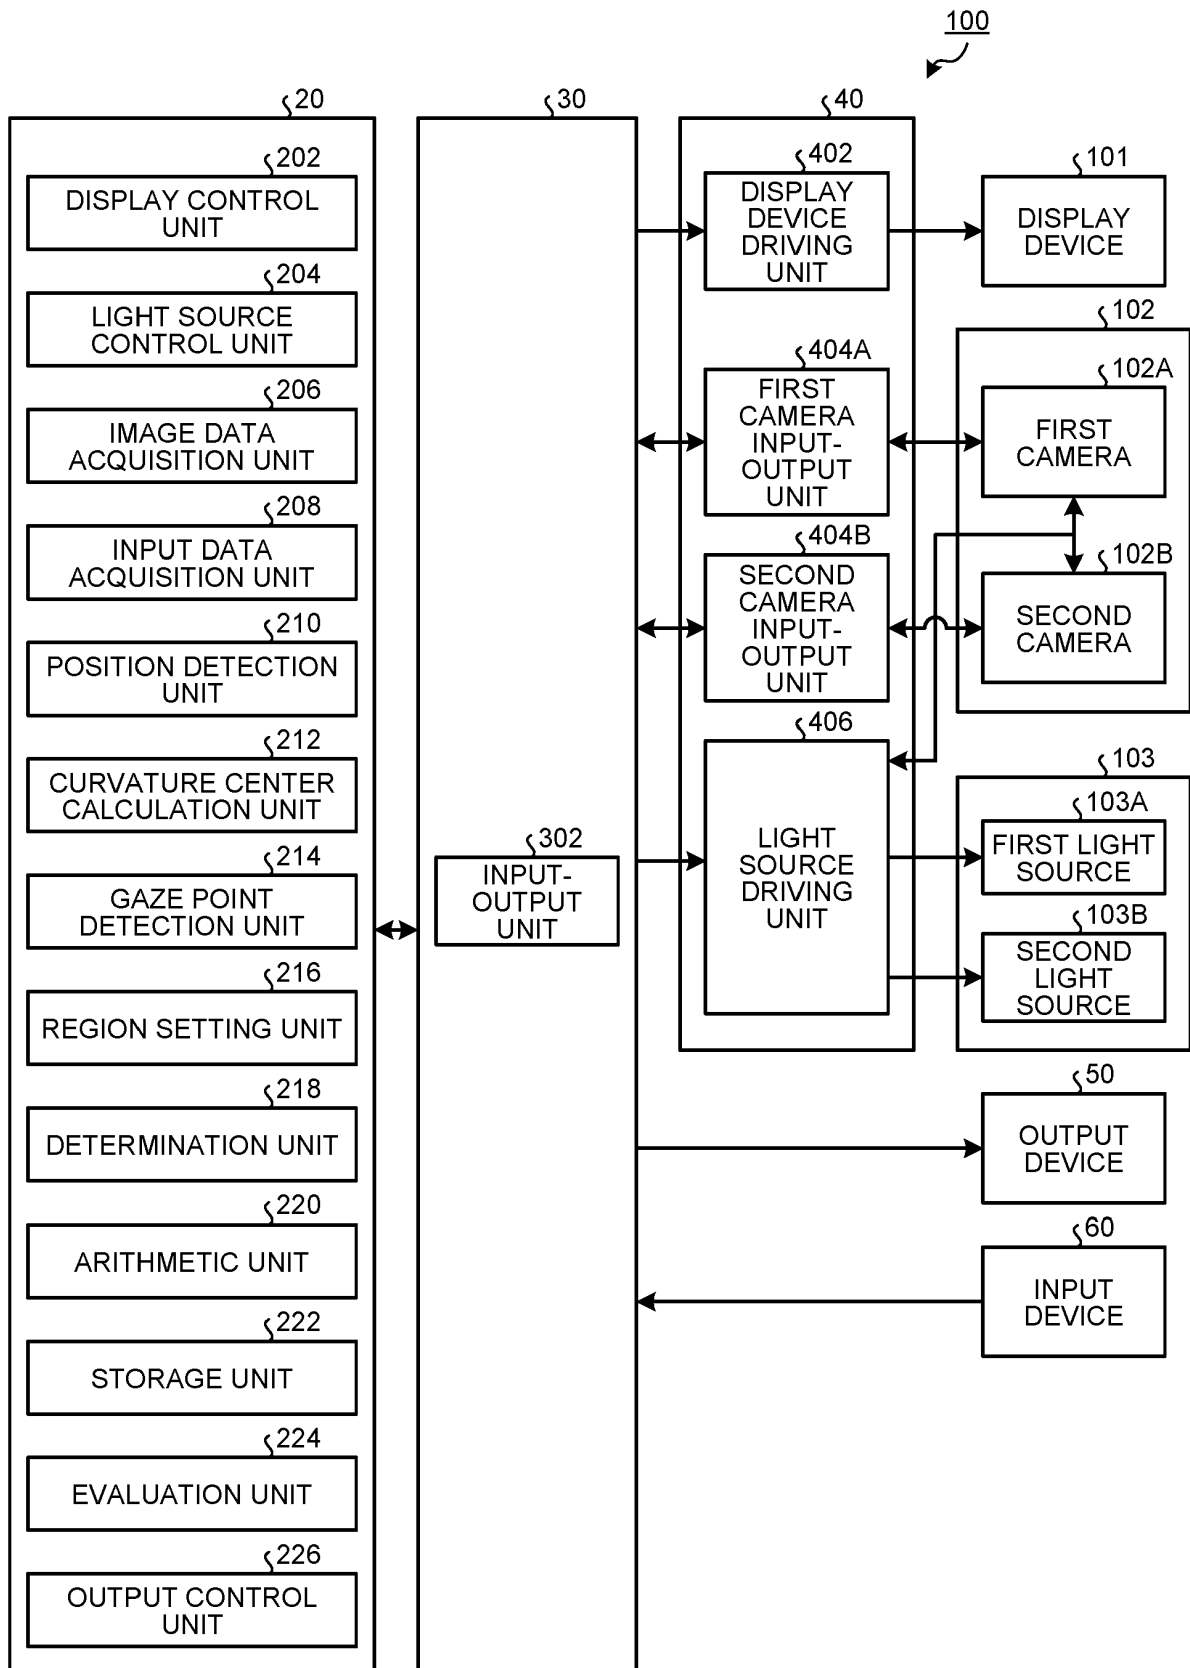 100
20
202
DISPLAY CONTROL
UNIT
204
LIGHT SOURCE
CONTROL UNIT
206
IMAGE DATA
ACQUISITION UNIT
208
INPUT DATA
ACQUISITION UNIT
210
POSITION DETECTION
UNIT
212
CURVATURE CENTER
CALCULATION UNIT
214
GAZE POINT
DETECTION UNIT
216
REGION SETTING UNIT
218
DETERMINATION UNIT
220
ARITHMETIC UNIT
222
STORAGE UNIT
224
EVALUATION UNIT
226
OUTPUT CONTROL
UNIT
30
302
INPUT-
OUTPUT
UNIT
40
402
DISPLAY
DEVICE
DRIVING
UNIT
404A
FIRST
CAMERA
INPUT-
OUTPUT
UNIT
404B
SECOND
CAMERA
INPUT-
OUTPUT
UNIT
406
LIGHT
SOURCE
DRIVING
UNIT
101
DISPLAY
DEVICE
102
102A
FIRST
CAMERA
102B
SECOND
CAMERA
103
103A
FIRST LIGHT
SOURCE
103B
SECOND
LIGHT
SOURCE
50
OUTPUT
DEVICE
60
INPUT
DEVICE